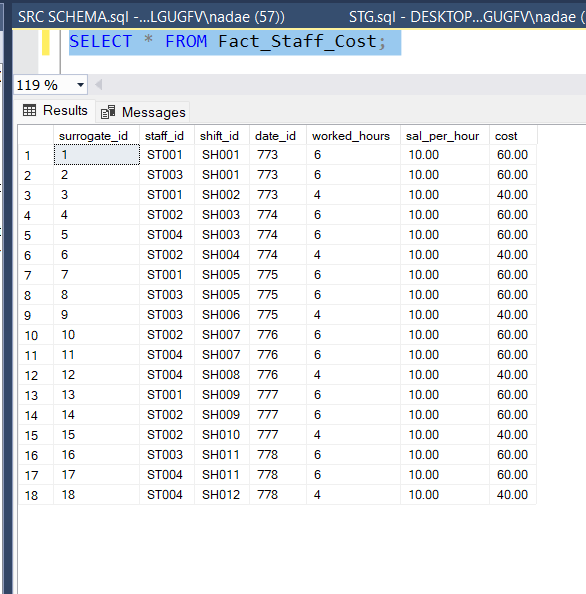 SRC SCHEMA.sql -...LGUGFV\nadae (57)) STG.sql - DESKTOP...GUGFV\nadae (
SELECT * FROM Fact_Staff_Cost;
119 %
Results Messages
surrogate_id staff_id shift_id date_id worked_hours sal_per_hour cost
1 1 ST001 SH001 773 6 10.00 60.00
2 2 ST003 SH001 773 6 10.00 60.00
3 3 ST001 SH002 773 4 10.00 40.00
4 4 ST002 SH003 774 6 10.00 60.00
5 5 ST004 SH003 774 6 10.00 60.00
6 6 ST002 SH004 774 4 10.00 40.00
7 7 ST001 SH005 775 6 10.00 60.00
8 8 ST003 SH005 775 6 10.00 60.00
9 9 ST003 SH006 775 4 10.00 40.00
10 10 ST002 SH007 776 6 10.00 60.00
11 11 ST004 SH007 776 6 10.00 60.00
12 12 ST004 SH008 776 4 10.00 40.00
13 13 ST001 SH009 777 6 10.00 60.00
14 14 ST002 SH009 777 6 10.00 60.00
15 15 ST002 SH010 777 4 10.00 40.00
16 16 ST003 SH011 778 6 10.00 60.00
17 17 ST004 SH011 778 6 10.00 60.00
18 18 ST004 SH012 778 4 10.00 40.00